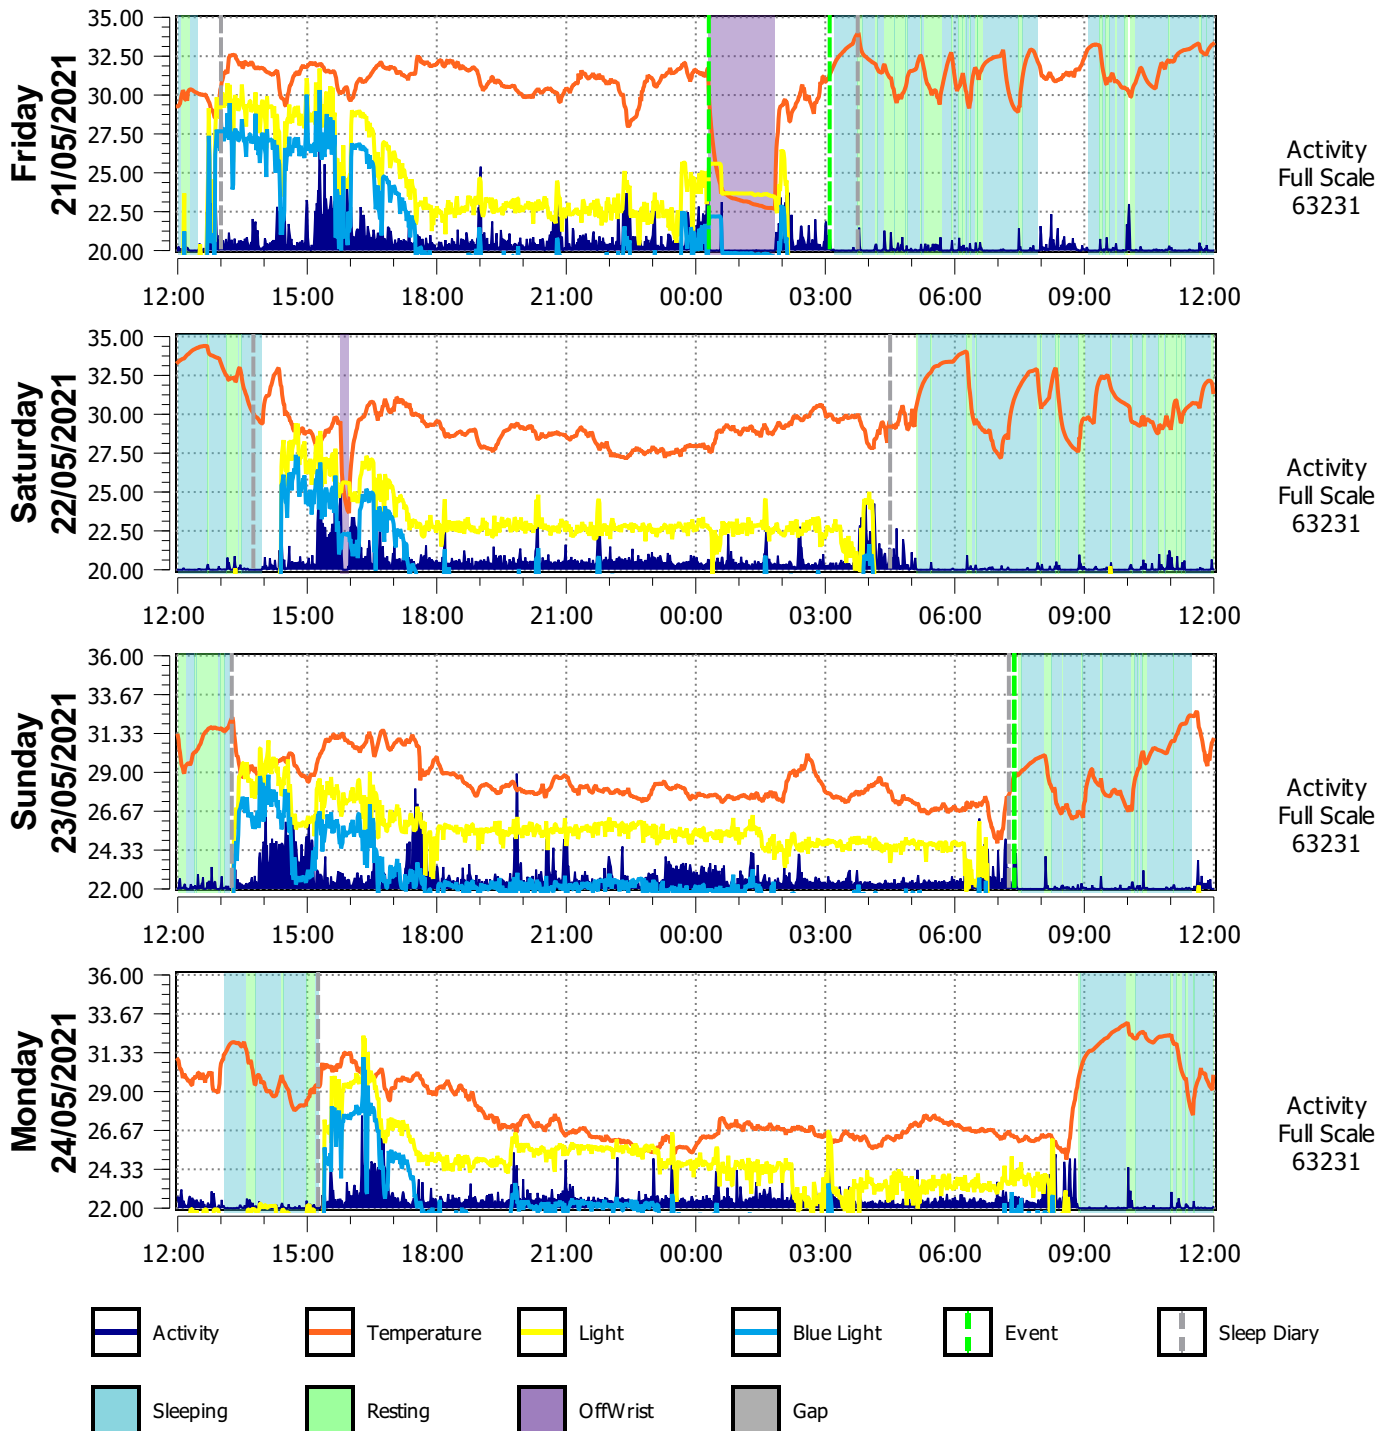 Friday
21/05/2021
35.00
32.50
30.00
27.50
25.00
22.50
20.00
12:00 15:00 18:00 21:00 00:00 03:00 06:00 09:00 12:00
Activity
Full Scale
63231
Saturday
22/05/2021
35.00
32.50
30.00
27.50
25.00
22.50
20.00
12:00 15:00 18:00 21:00 00:00 03:00 06:00 09:00 12:00
Activity
Full Scale
63231
Sunday
23/05/2021
36.00
33.67
31.33
29.00
26.67
24.33
22.00
12:00 15:00 18:00 21:00 00:00 03:00 06:00 09:00 12:00
Activity
Full Scale
63231
Monday
24/05/2021
36.00
33.67
31.33
29.00
26.67
24.33
22.00
12:00 15:00 18:00 21:00 00:00 03:00 06:00 09:00 12:00
Activity
Full Scale
63231
Activity Temperature Light Blue Light Event Sleep Diary
Sleeping Resting OffWrist Gap